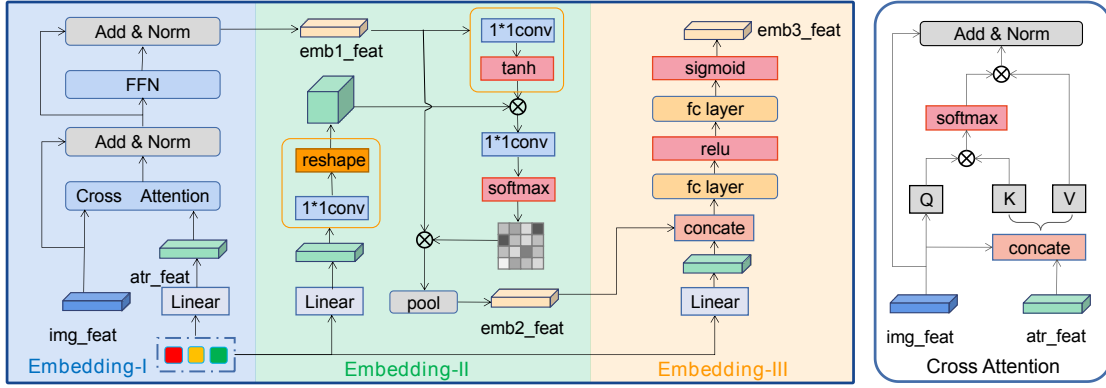 Add & Norm
FFN
Add & Norm
Cross Attention
atr_feat
Linear
img_feat
Embedding-I
emb1_feat
1*1conv
tanh
reshape
1*1conv
1*1conv
softmax
Linear
pool
emb2_feat
Embedding-II
emb3_feat
sigmoid
fc layer
relu
fc layer
concate
Linear
Embedding-III
Add & Norm
softmax
Q
K
V
concate
img_feat
atr_feat
Cross Attention